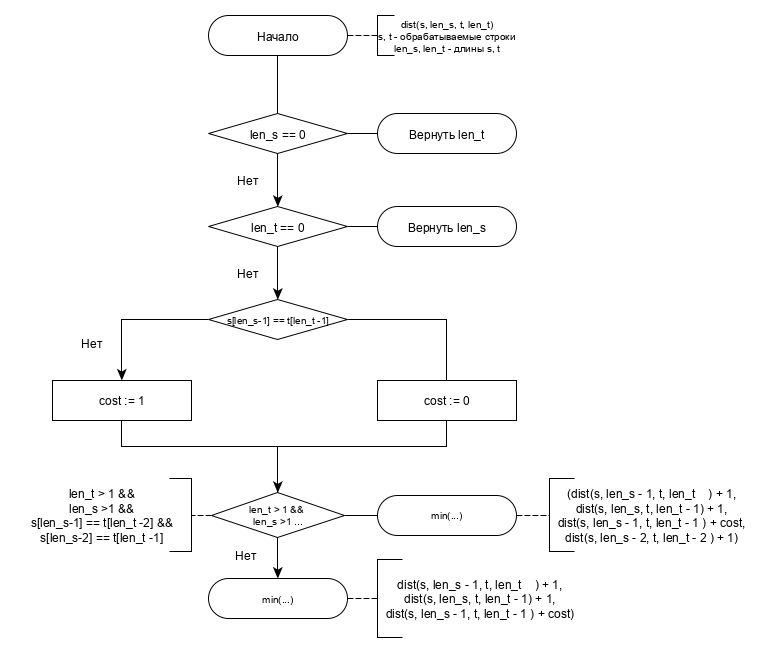 Начало
dist(s, len_s, t, len_t)
s, t - обрабатываемые строки
len_s, len_t - длины s, t
len_s == 0
Вернуть len_t
Нет
len_t == 0
Вернуть len_s
Нет
s[len_s-1] == t[len_t -1]
Нет
cost := 1
cost := 0
len_t > 1 &&
len_s >1 &&
s[len_s-1] == t[len_t -2] &&
s[len_s-2] == t[len_t -1]
len_t > 1 &&
len_s >1 ...
min(...)
(dist(s, len_s - 1, t, len_t ) + 1,
dist(s, len_s, t, len_t - 1) + 1,
dist(s, len_s - 1, t, len_t - 1 ) + cost,
dist(s, len_s - 2, t, len_t - 2 ) + 1)
Нет
min(...)
dist(s, len_s - 1, t, len_t ) + 1,
dist(s, len_s, t, len_t - 1) + 1,
dist(s, len_s - 1, t, len_t - 1 ) + cost)